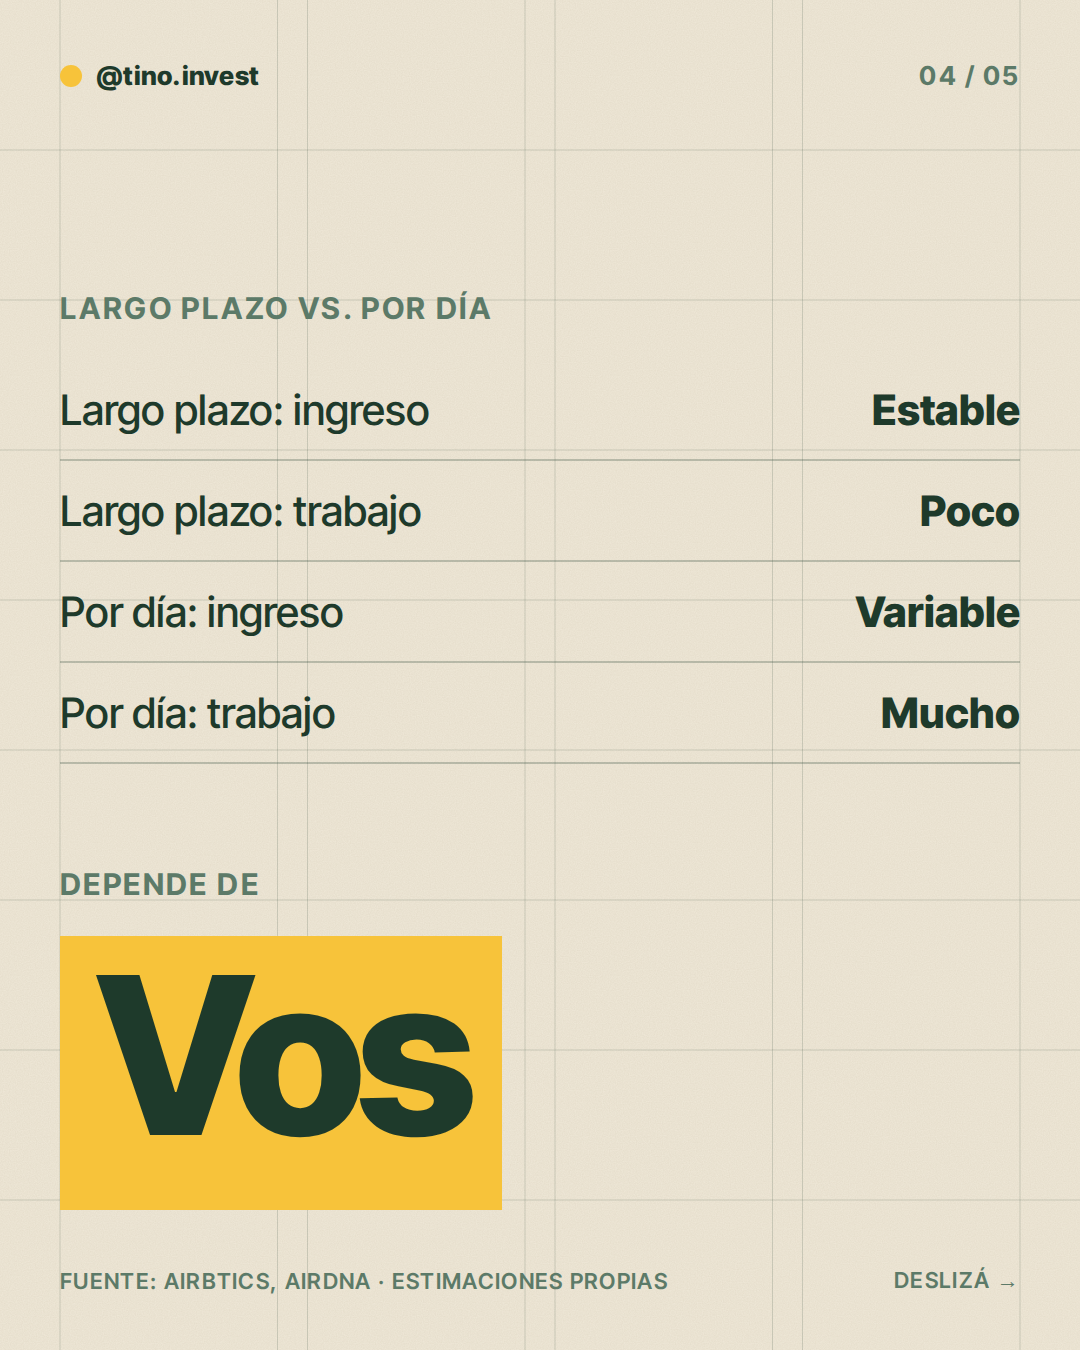 @tino.invest
04 / 05
LARGO PLAZO VS. POR DÍA
Largo plazo: ingreso Estable
Largo plazo: trabajo Poco
Por día: ingreso Variable
Por día: trabajo Mucho
DEPENDE DE
Vos
FUENTE: AIRBTICS, AIRDNA · ESTIMACIONES PROPIAS
DESLIZÁ →